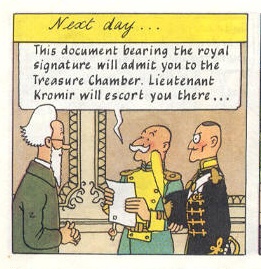 Next day...
This document bearing the royal
signature will admit you to the
Treasure Chamber. Lieutenant
Kromir will escort you there...